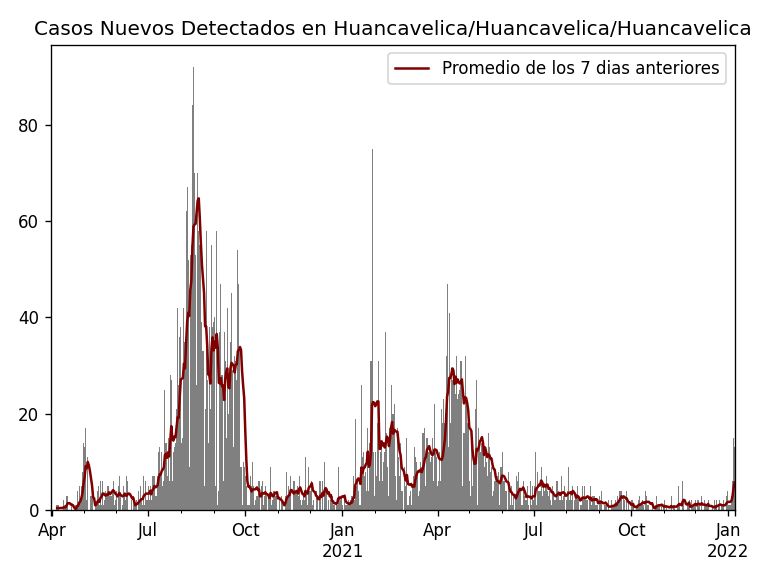 Casos Nuevos Detectados en Huancavelica/Huancavelica/Huancavelica
Promedio de los 7 dias anteriores
80
60
40
20
0
Apr Jul Oct Jan Apr Jul Oct Jan
2021 2022